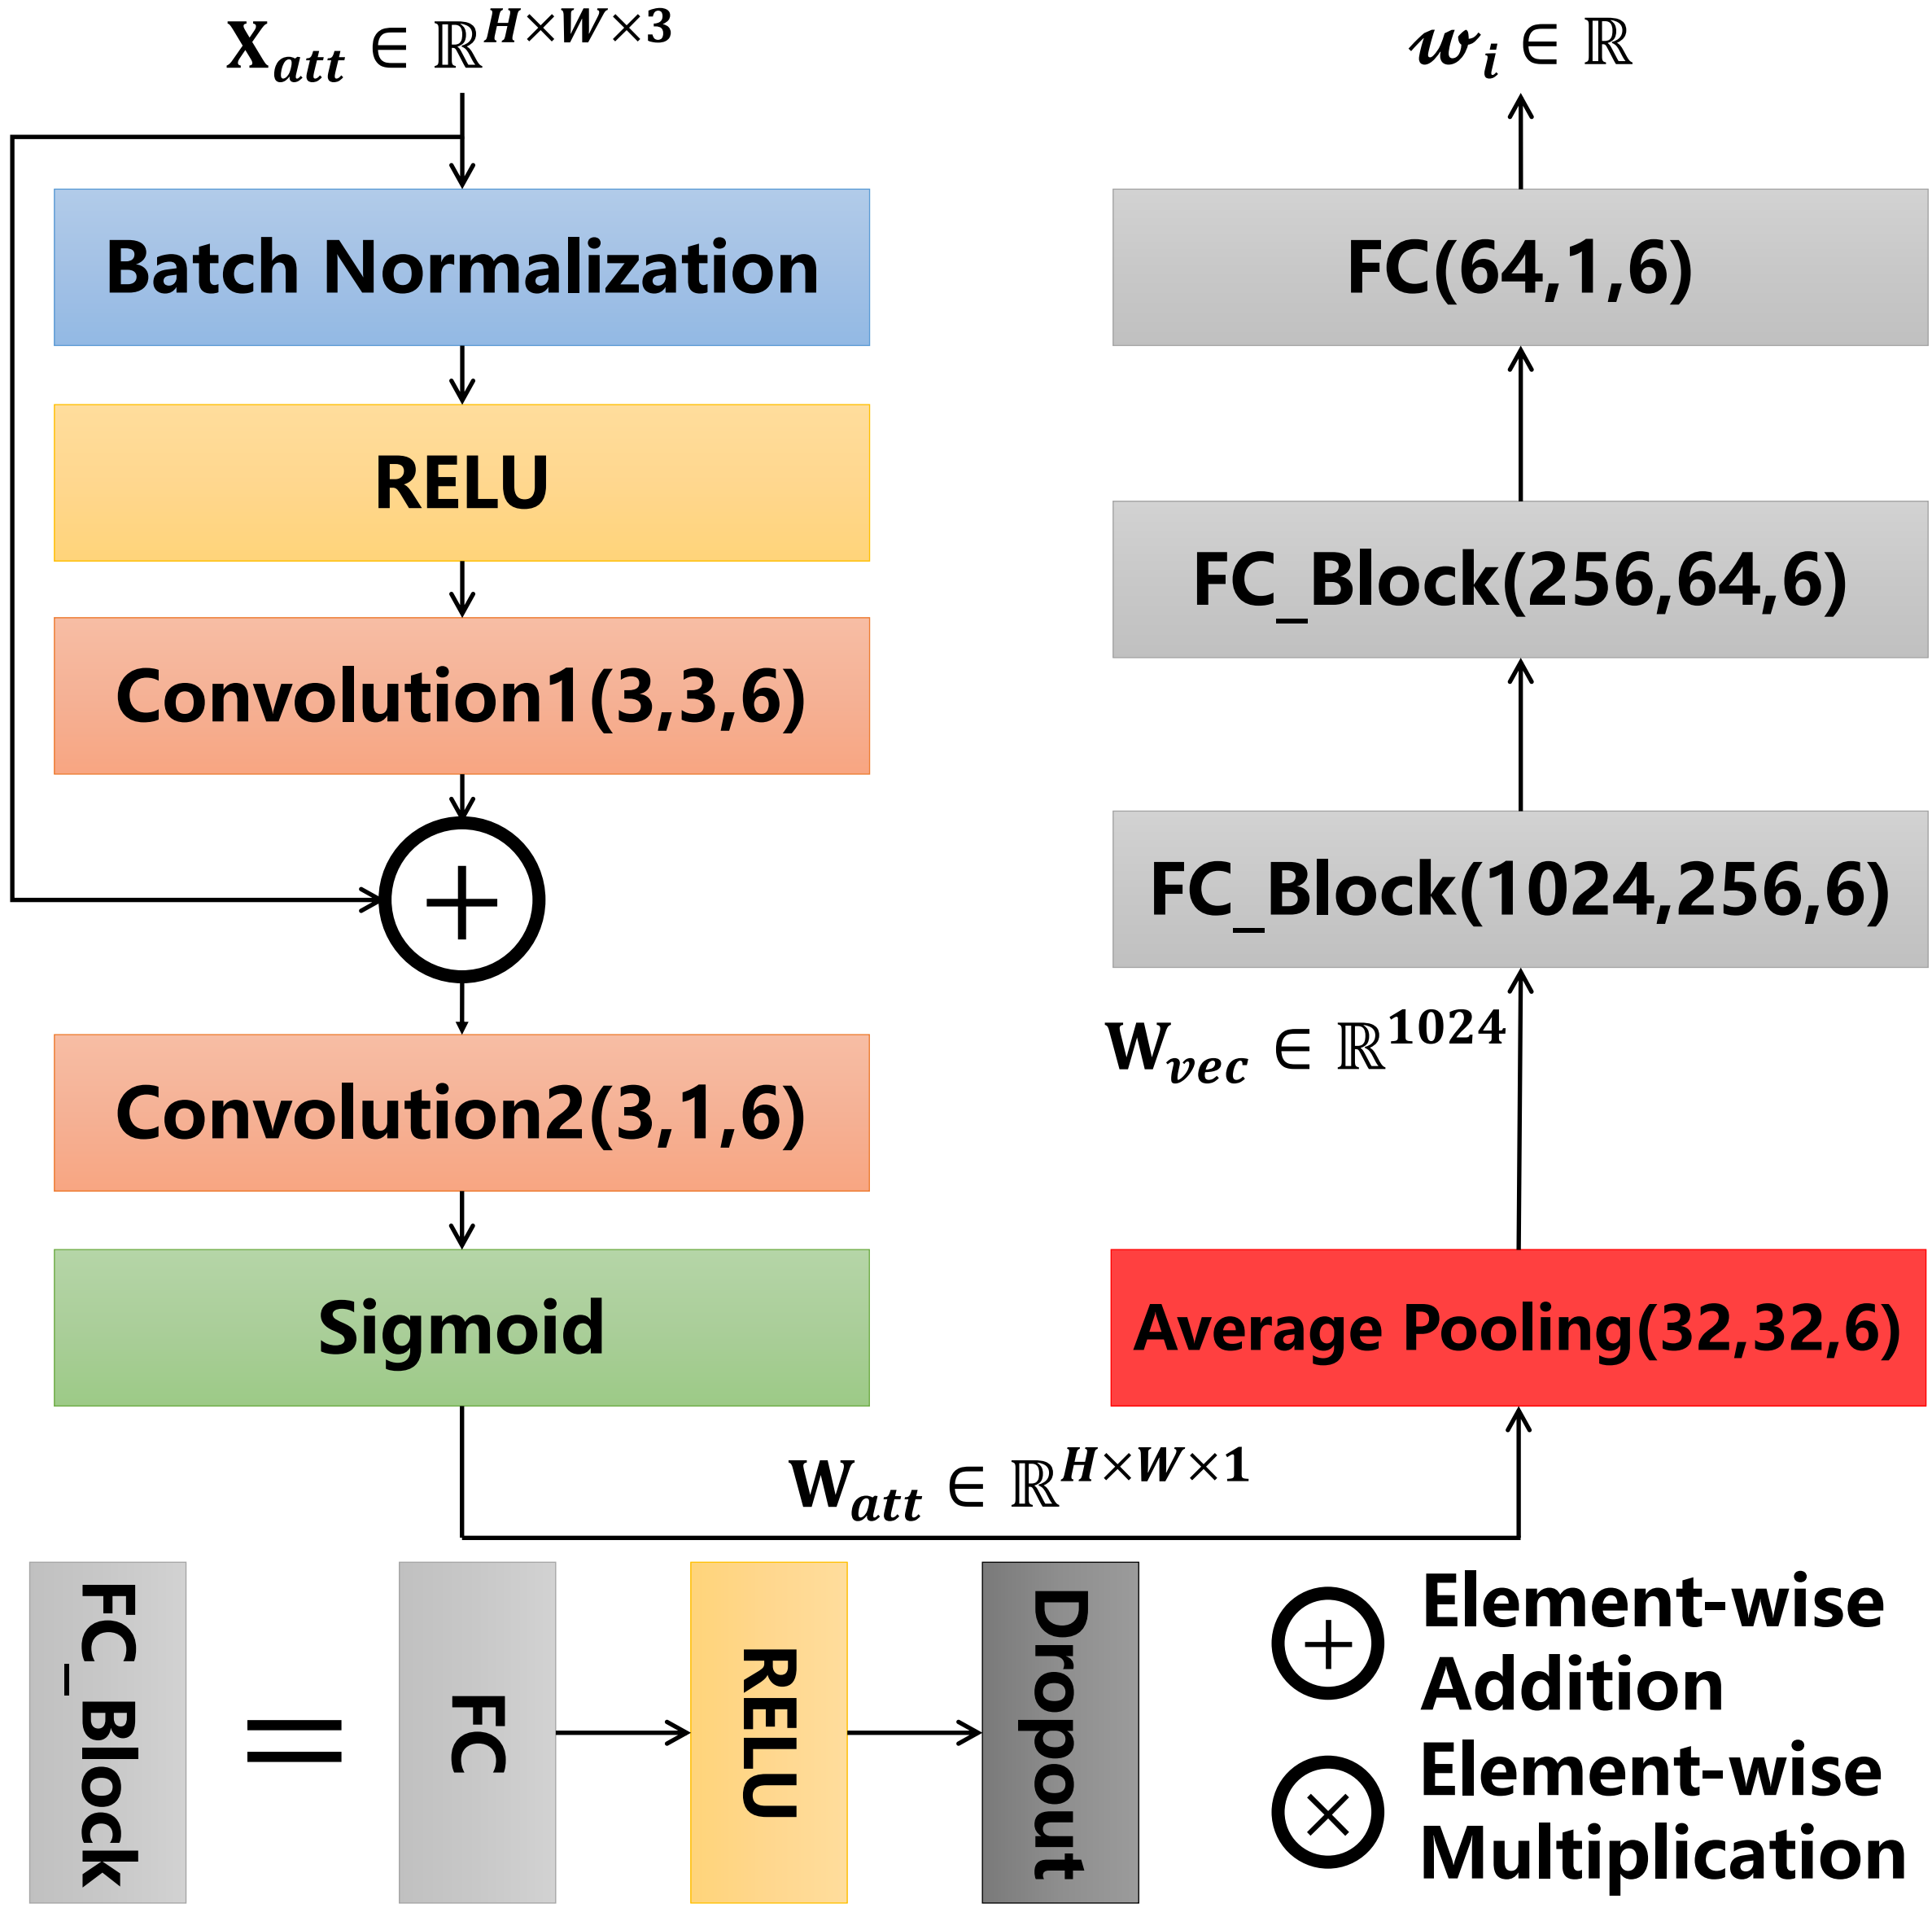 X_att ∈ ℝ^{H×W×3}
Batch Normalization
RELU
Convolution1(3,3,6)
+
Convolution2(3,1,6)
Sigmoid
W_att ∈ ℝ^{H×W×1}
Average Pooling(32,32,6)
W_vec ∈ ℝ^{1024}
FC_Block(1024,256,6)
FC_Block(256,64,6)
FC(64,1,6)
𝓌_i ∈ ℝ
FC_Block
=
FC
RELU
Dropout
+
Element-wise
Addition
×
Element-wise
Multiplication